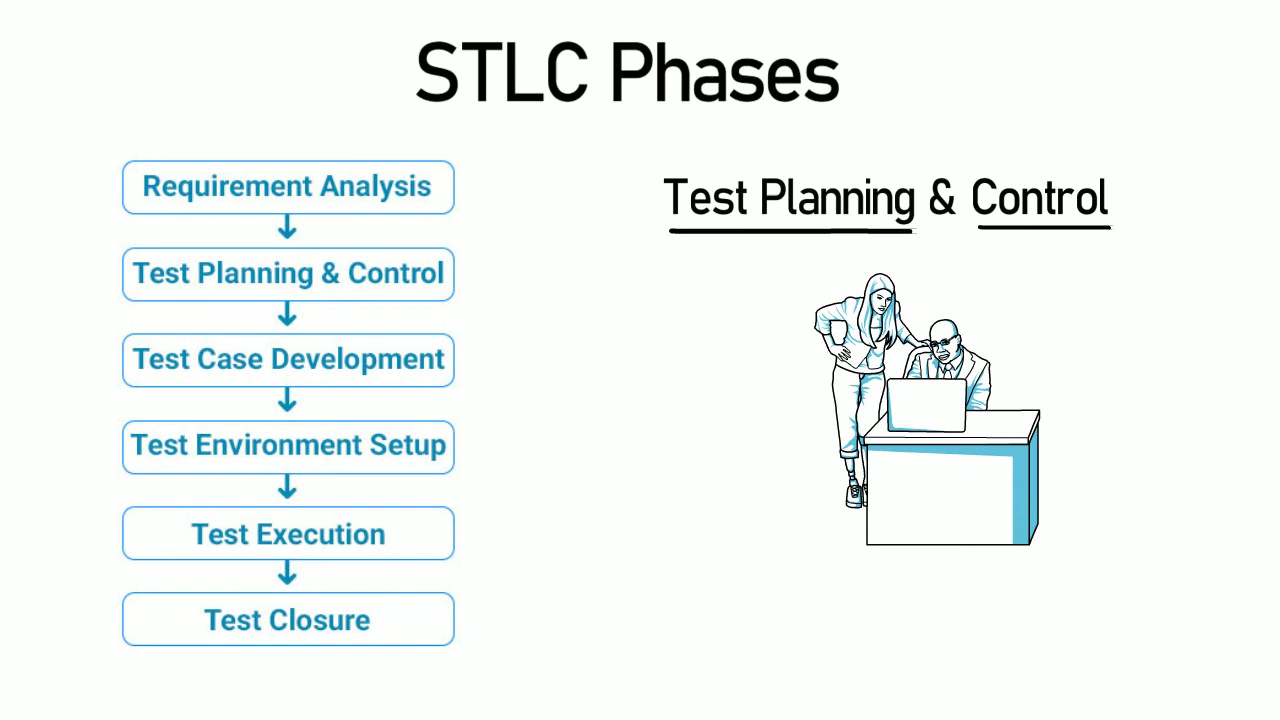 STLC Phases
Requirement Analysis
Test Planning & Control
Test Case Development
Test Environment Setup
Test Execution
Test Closure
Test Planning & Control